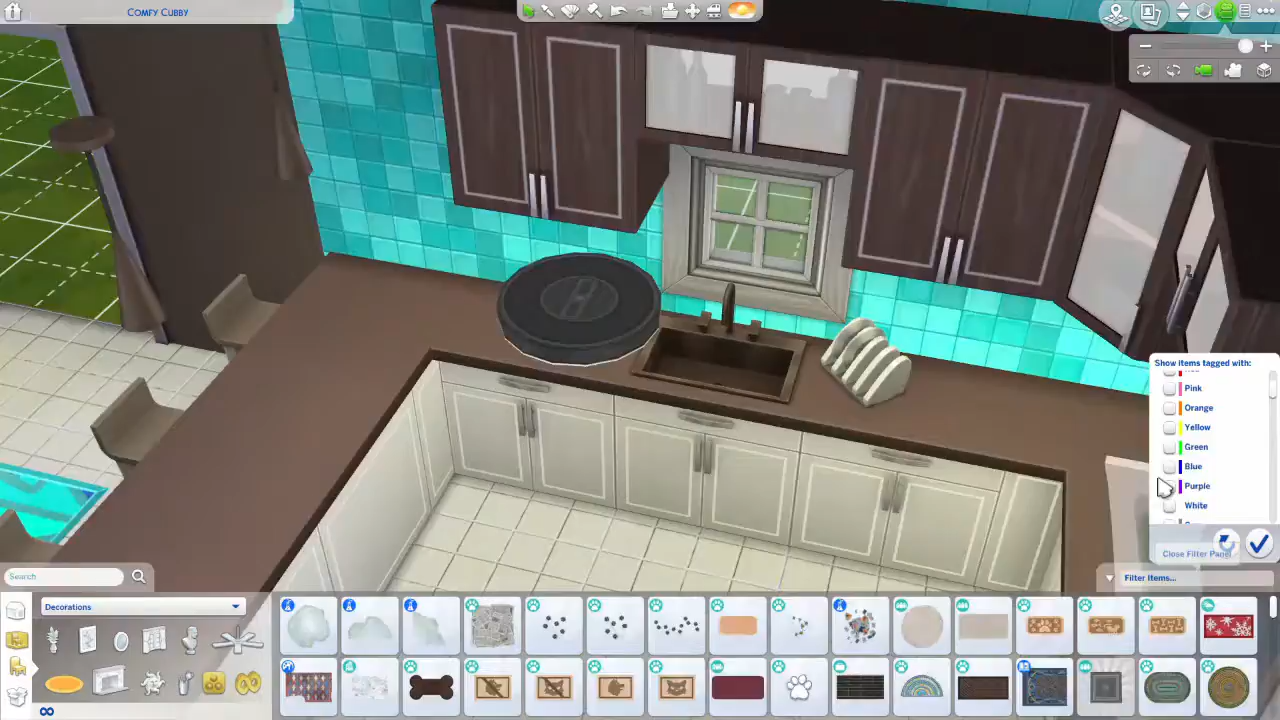 Comfy Cubby
Show items tagged with:
Pink
Orange
Yellow
Green
Blue
Purple
White
Close Filter Panel
Filter Items...
Search
Decorations